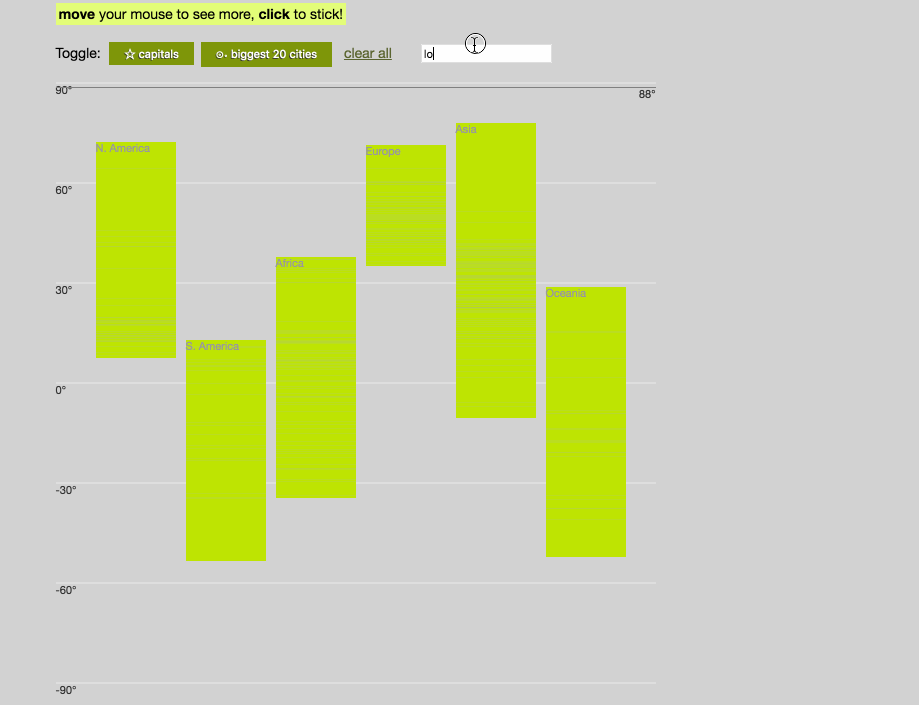 move your mouse to see more, click to stick!
Toggle: ☆ capitals ⊙. biggest 20 cities clear all lo
90°
88°
Asia
N. America
Europe
60°
Africa
30°
Oceania
S. America
0°
-30°
-60°
-90°